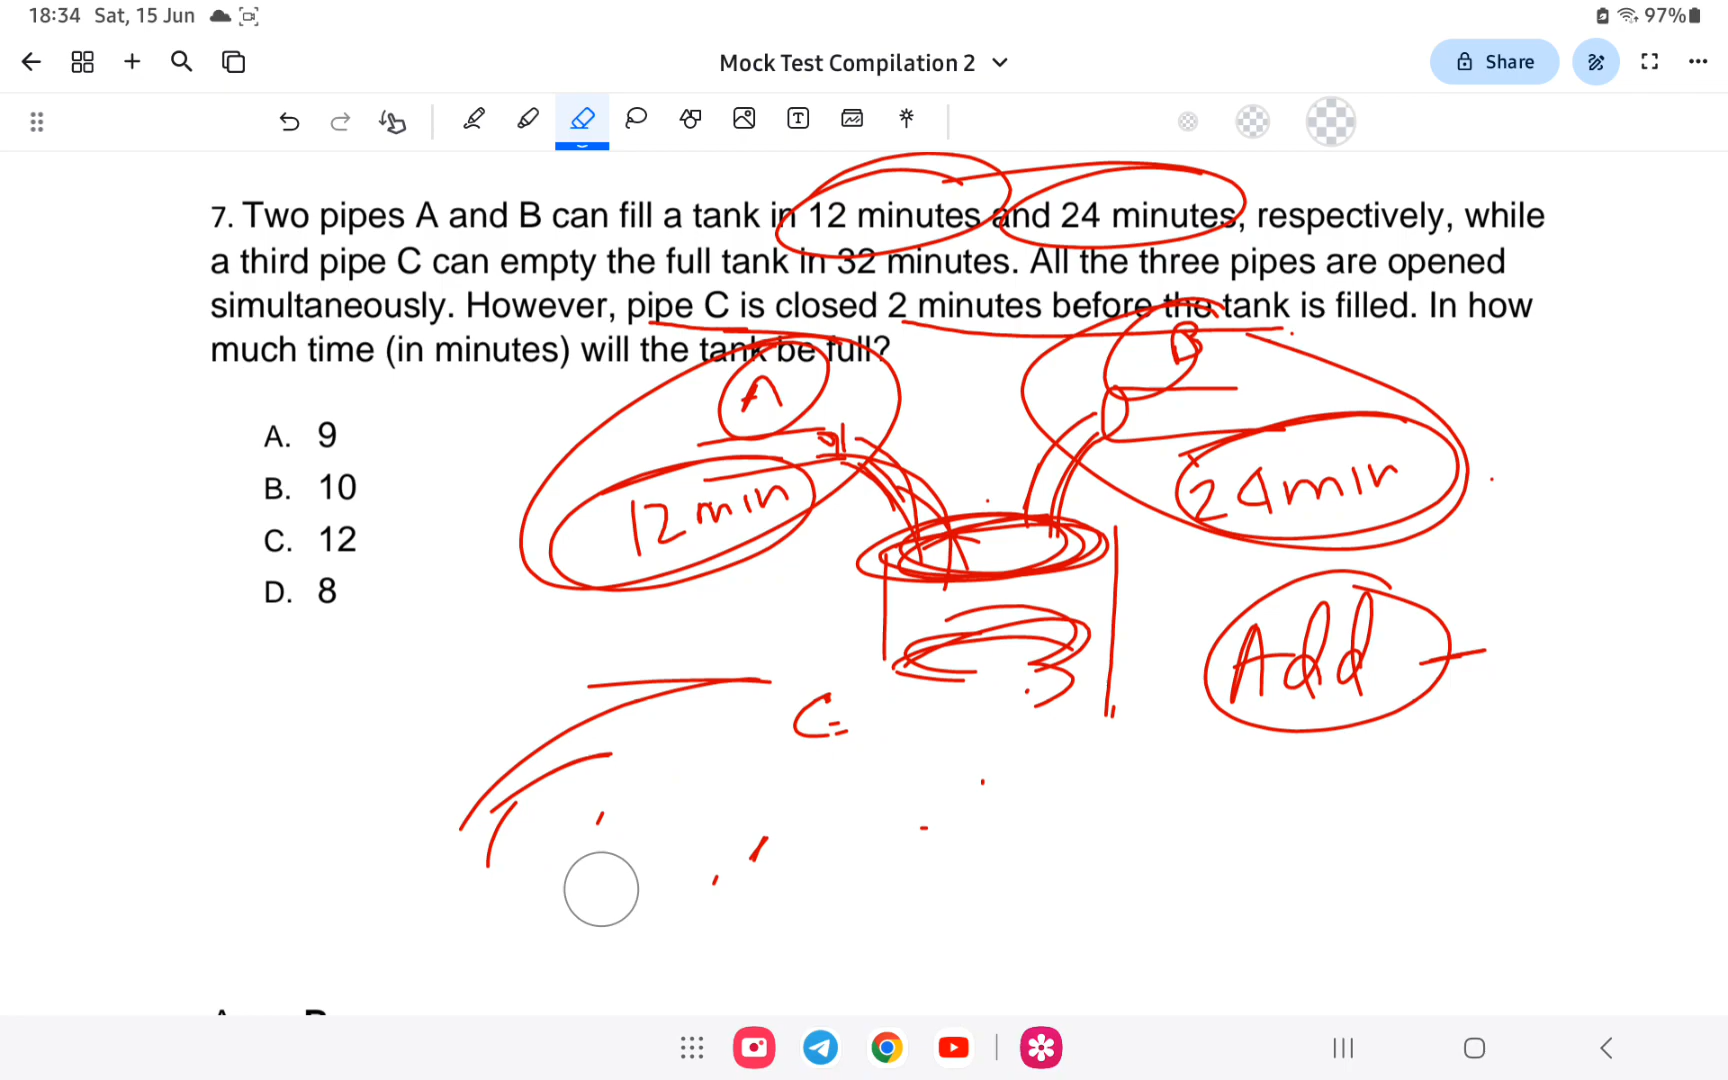 18:34 Sat, 15 Jun 97%
Mock Test Compilation 2
Share
7. Two pipes A and B can fill a tank in 12 minutes and 24 minutes, respectively, while
a third pipe C can empty the full tank in 32 minutes. All the three pipes are opened
simultaneously. However, pipe C is closed 2 minutes before the tank is filled. In how
much time (in minutes) will the tank be full?
A
B
A. 9
B. 10
C. 12
D. 8
12 min
24 min
Add
C